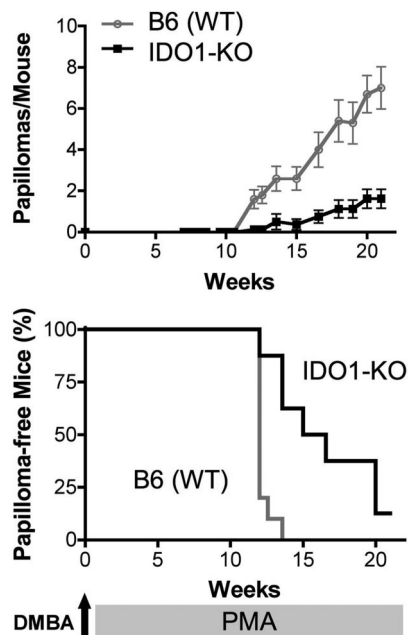 B6 (WT)
IDO1-KO
Papillomas/Mouse
10
8
6
4
2
0
0 5 10 15 20
Weeks
Papilloma-free Mice (%)
100
75
50
25
0
IDO1-KO
B6 (WT)
0 5 10 15 20
Weeks
DMBA
PMA